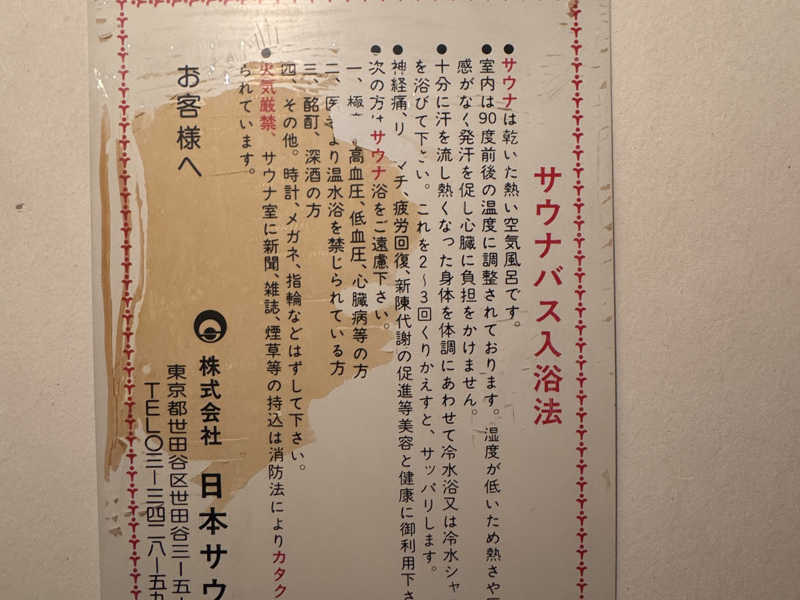 サウナバス入浴法
●サウナは乾いた熱い空気風呂です。
●室内は90度前後の温度に調整されております。湿度が低いため熱さや
感がなく発汗を促し心臓に負担をかけません。
●十分に汗を流し熱くなった身体を体調にあわせて冷水浴又は冷水シャ
を浴びて下さい。これを2～3回くりかえすと、サッパリします。
●神経痛、リ マチ、疲労回復、新陳代謝の促進等美容と健康に御利用下さ
●次の方はサウナ浴をご遠慮下さい。
一、極 高血圧、低血圧、心臓病等の方
二、医 より温水浴を禁じられている方
三、酩酊、深酒の方
四、その他。時計、メガネ、指輪などはずして下さい。
●火気厳禁、サウナ室に新聞、雑誌、煙草等の持込は消防法によりカタク
られています。
お客様へ
株式会社 日本サウ
東京都世田谷区世田谷三ー五
TEL〇三ー三四二八ー五九